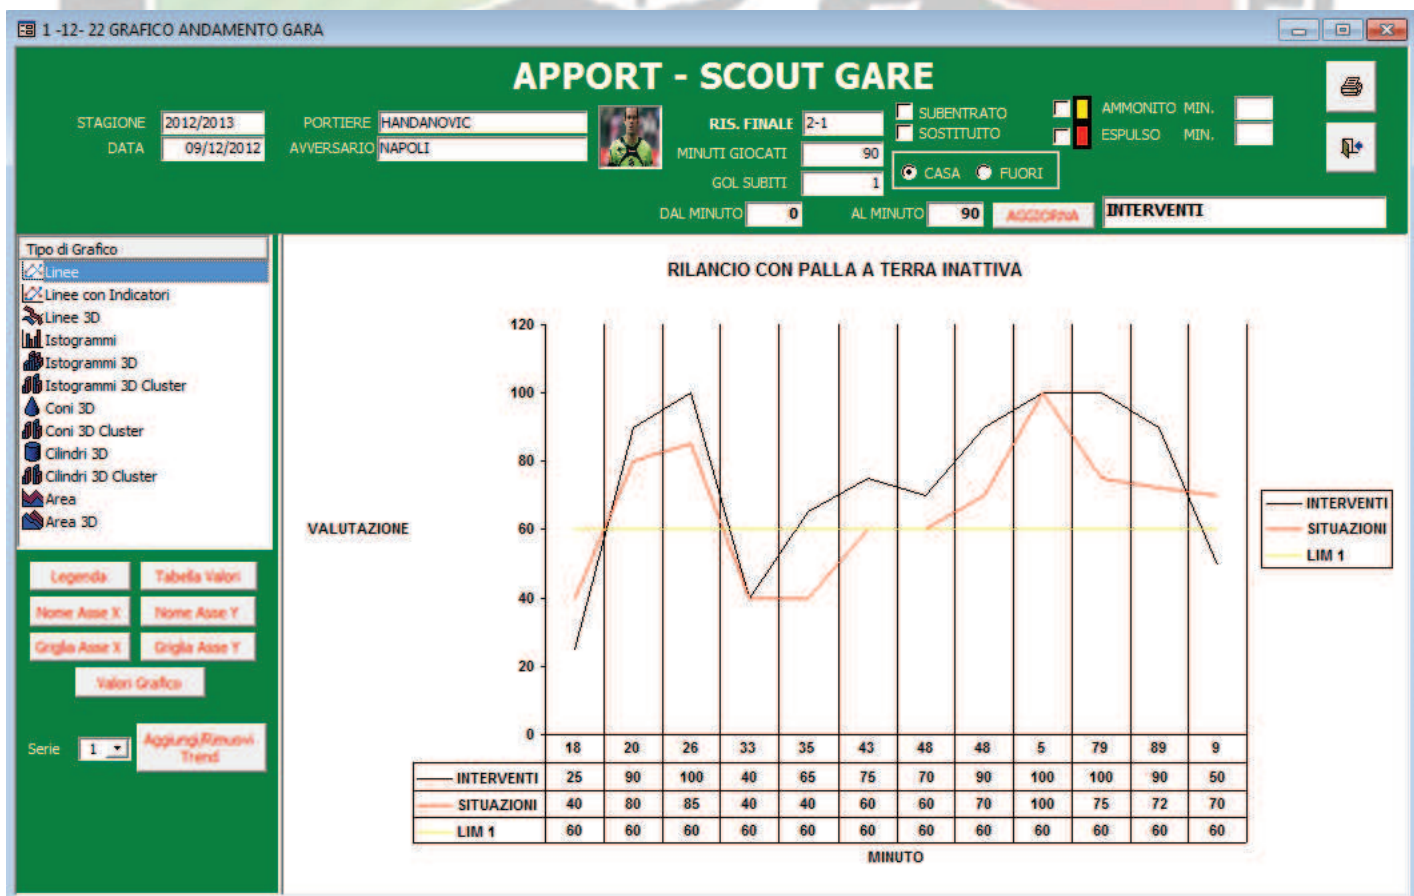 1 -12- 22 GRAFICO ANDAMENTO GARA
APPORT - SCOUT GARE
STAGIONE 2012/2013 PORTIERE HANDANOVIC RIS. FINALE 2-1 SUBENTRATO AMMONITO MIN.
DATA 09/12/2012 AVVERSARIO NAPOLI MINUTI GIOCATI 90 SOSTITUITO ESPULSO MIN.
GOL SUBITI 1 CASA FUORI
DAL MINUTO 0 AL MINUTO 90 AGGIORNA INTERVENTI
Tipo di Grafico
Linee
Linee con Indicatori
Linee 3D
Istogrammi
Istogrammi 3D
Istogrammi 3D Cluster
Coni 3D
Coni 3D Cluster
Cilindri 3D
Cilindri 3D Cluster
Area
Area 3D
Legenda Tabella Valori
Nome Asse X Nome Asse Y
Griglia Asse X Griglia Asse Y
Valori Grafico
Serie 1 Aggiungi/Rimuovi
Trend
RILANCIO CON PALLA A TERRA INATTIVA
120
100
80
VALUTAZIONE 60
40
20
0
INTERVENTI
SITUAZIONI
LIM 1
18 20 26 33 35 43 48 48 5 79 89 9
INTERVENTI 25 90 100 40 65 75 70 90 100 100 90 50
SITUAZIONI 40 80 85 40 40 60 60 70 100 75 72 70
LIM 1 60 60 60 60 60 60 60 60 60 60 60 60
MINUTO